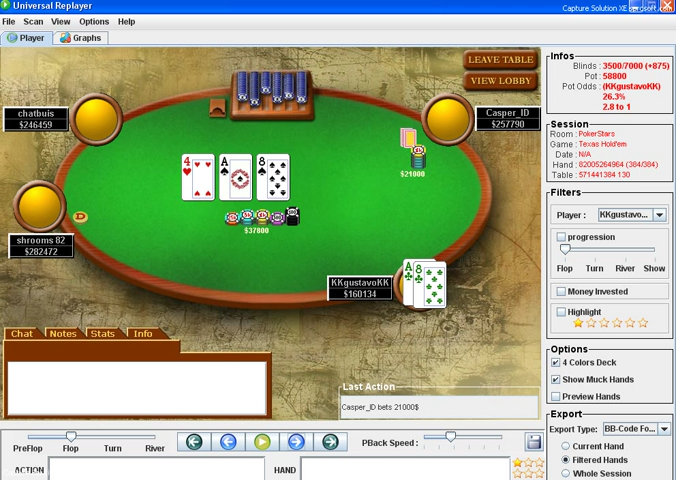 Universal Replayer
Capture Solution XE
File Scan View Options Help
Player Graphs
LEAVE TABLE
VIEW LOBBY
chatbuis
$246459
Casper_ID
$257790
4
A
8
$21000
D
$37800
shrooms 82
$282472
KKgustavoKK
$160134
A
8
Chat Notes Stats Info
Last Action
Casper_ID bets 21000$
PreFlop Flop Turn River
PBack Speed :
ACTION
HAND
Infos
Blinds : 3500/7000 (+875)
Pot : 58800
Pot Odds : (KKgustavoKK)
26.3%
2.8 to 1
Session
Room : PokerStars
Game : Texas Hold'em
Date : N/A
Hand : 82005264964 (384/384)
Table : 571441384 130
Filters
Player : KKgustavo...
progression
Flop Turn River Show
Money Invested
Highlight
Options
4 Colors Deck
Show Muck Hands
Preview Hands
Export
Export Type: BB-Code Fo...
Current Hand
Filtered Hands
Whole Session